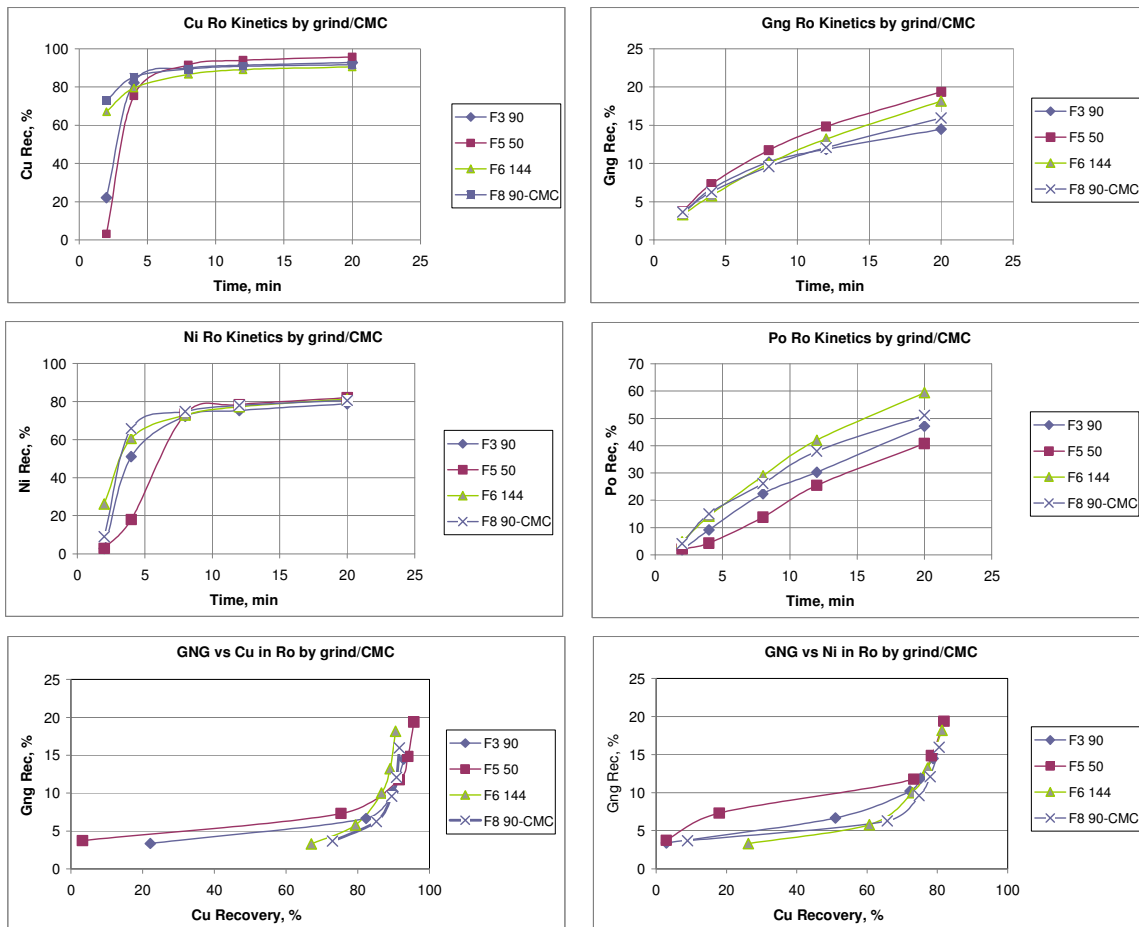 Cu Ro Kinetics by grind/CMC
100
80
60
40
20
0
0 5 10 15 20 25
Cu Rec, %
Time, min
F3 90
F5 50
F6 144
F8 90-CMC
Gng Ro Kinetics by grind/CMC
25
20
15
10
5
0
0 5 10 15 20 25
Gng Rec, %
Time, min
F3 90
F5 50
F6 144
F8 90-CMC
Ni Ro Kinetics by grind/CMC
100
80
60
40
20
0
0 5 10 15 20 25
Ni Rec, %
Time, min
F3 90
F5 50
F6 144
F8 90-CMC
Po Ro Kinetics by grind/CMC
70
60
50
40
30
20
10
0
0 5 10 15 20 25
Po Rec, %
Time, min
F3 90
F5 50
F6 144
F8 90-CMC
GNG vs Cu in Ro by grind/CMC
25
20
15
10
5
0
0 20 40 60 80 100
Gng Rec, %
Cu Recovery, %
F3 90
F5 50
F6 144
F8 90-CMC
GNG vs Ni in Ro by grind/CMC
25
20
15
10
5
0
0 20 40 60 80 100
Gng Rec, %
Cu Recovery, %
F3 90
F5 50
F6 144
F8 90-CMC